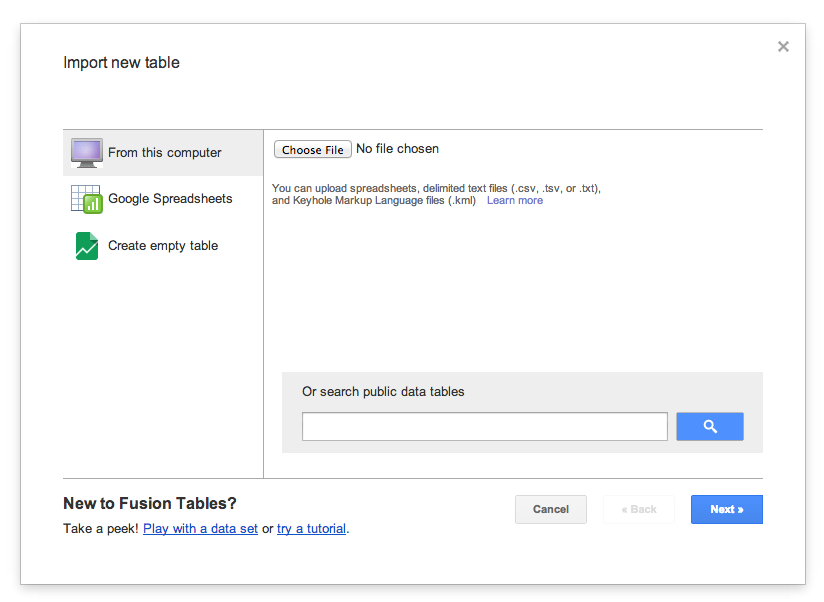 Import new table
From this computer
Google Spreadsheets
Create empty table
Choose File No file chosen
You can upload spreadsheets, delimited text files (.csv, .tsv, or .txt),
and Keyhole Markup Language files (.kml) Learn more
Or search public data tables
New to Fusion Tables?
Take a peek! Play with a data set or try a tutorial.
Cancel « Back Next »